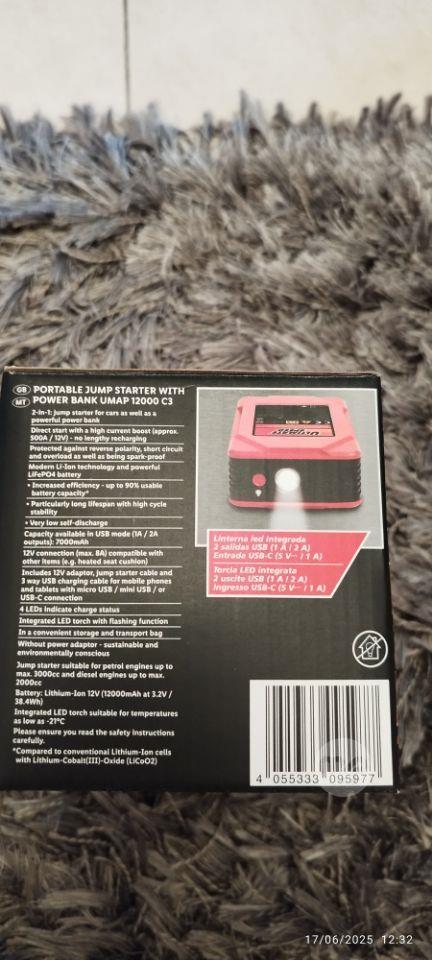 GB PORTABLE JUMP STARTER WITH
MT POWER BANK UMAP 12000 C3
2-in-1: jump starter for cars as well as a
powerful power bank
Direct start with a high current boost (approx.
500A / 12V) - no lengthy recharging
Protected against reverse polarity, short circuit
and overload as well as being spark-proof
Modern Li-Ion technology and powerful
LiFePO4 battery
• Increased efficiency - up to 90% usable
battery capacity*
• Particularly long lifespan with high cycle
stability
• Very low self-discharge
Capacity available in USB mode (1A / 2A
outputs): 7000mAh
12V connection (max. 8A) compatible with
other items (e.g. heated seat cushion)
Includes 12V adaptor, jump starter cable and
3 way USB charging cable for mobile phones
and tablets with micro USB / mini USB / or
USB-C connection
4 LEDs indicate charge status
Integrated LED torch with flashing function
In a convenient storage and transport bag
Without power adaptor - sustainable and
environmentally conscious
Jump starter suitable for petrol engines up to
max. 3000cc and diesel engines up to max.
2000cc
Battery: Lithium-Ion 12V (12000mAh at 3.2V /
38.4Wh)
Integrated LED torch suitable for temperatures
as low as -21°C
Please ensure you read the safety instructions
carefully.
*Compared to conventional Lithium-Ion cells
with Lithium-Cobalt(III)-Oxide (LiCoO2)
Linterna led integrada
2 salidas USB (1 A / 2 A)
Entrada USB-C (5 V⎓ / 1 A)
Torcia LED integrata
2 uscite USB (1 A / 2 A)
Ingresso USB-C (5 V⎓ / 1 A)
4 055333 095977
17/06/2025 12:32